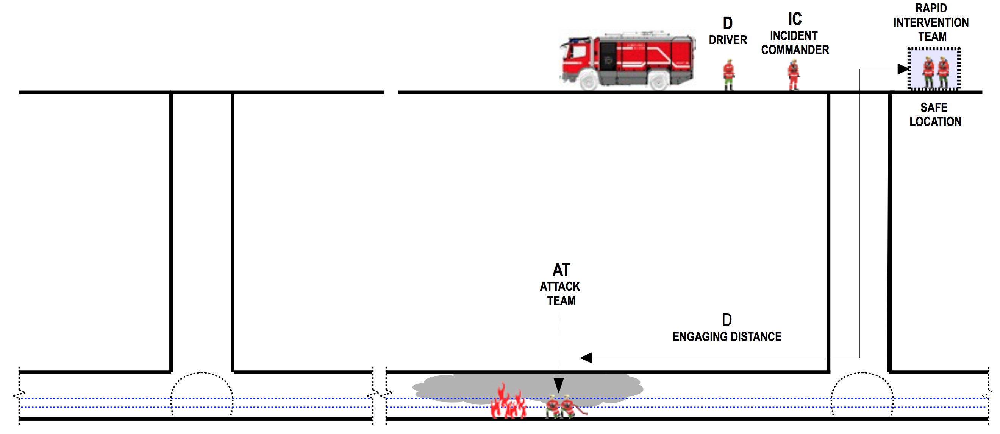 D
DRIVER
IC
INCIDENT
COMMANDER
RAPID
INTERVENTION
TEAM
SAFE
LOCATION
AT
ATTACK
TEAM
D
ENGAGING DISTANCE